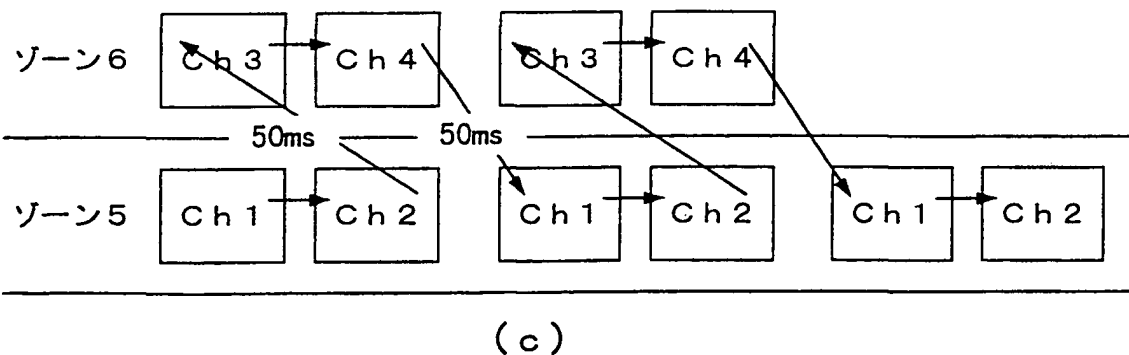 ゾーン6 Ch3 Ch4 Ch3 Ch4
50ms 50ms
ゾーン5 Ch1 Ch2 Ch1 Ch2 Ch1 Ch2
(c)